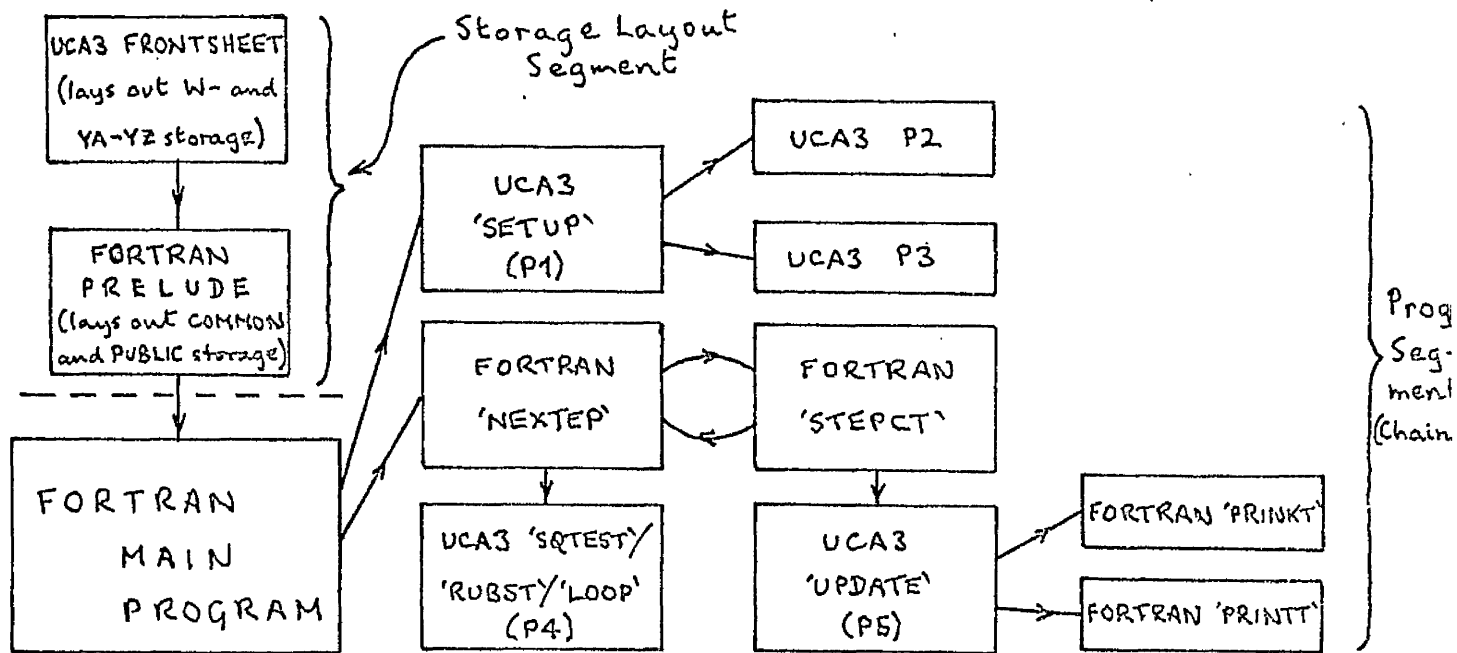 UCA3 FRONTSHEET
(lays out W- and
YA-YZ storage)
Storage Layout
Segment
FORTRAN
PRELUDE
(lays out COMMON
and PUBLIC storage)
FORTRAN
MAIN
PROGRAM
UCA3
'SETUP'
(P1)
UCA3 P2
UCA3 P3
FORTRAN
'NEXTEP'
FORTRAN
'STEPCT'
UCA3 'SQTEST'/
'RUBST'/'LOOP'
(P4)
UCA3
'UPDATE'
(P5)
FORTRAN 'PRINKT'
FORTRAN 'PRINTT'
Prog
Seg-
ment
(Chain